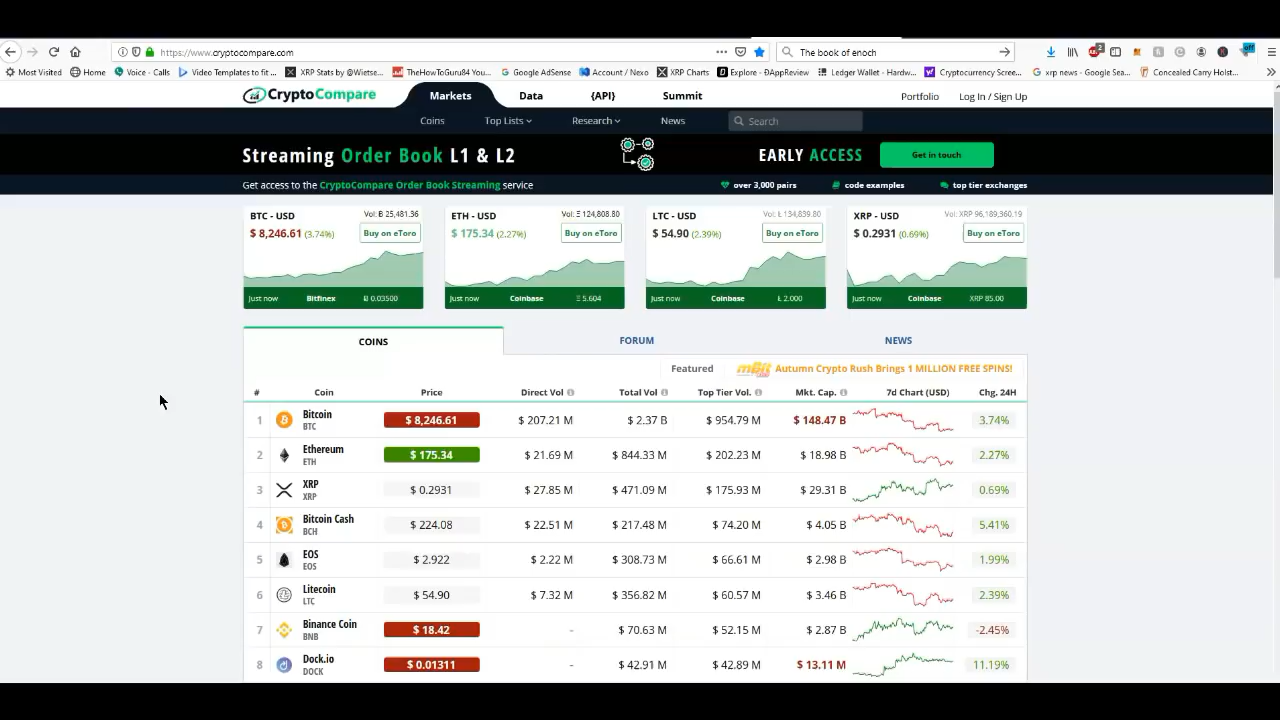 https://www.cryptocompare.com
The book of enoch
Most Visited Home Voice - Calls Video Templates to fit ... XRP Stats by @Wietse... TheHowToGuru84 You... Google AdSense Account / Nexo XRP Charts Explore - ÐAppReview Ledger Wallet - Hardw... Cryptocurrency Scree... xrp news - Google Sea... Concealed Carry Holst...
CryptoCompare
Markets Data {API} Summit Portfolio Log In / Sign Up
Coins Top Lists Research News Search
Streaming Order Book L1 & L2 EARLY ACCESS Get in touch
Get access to the CryptoCompare Order Book Streaming service over 3,000 pairs code examples top tier exchanges
BTC - USD Vol: Ƀ 25,481.36
$ 8,246.61 (3.74%) Buy on eToro
Just now Bitfinex Ƀ 0.03500
ETH - USD Vol: Ξ 124,808.80
$ 175.34 (2.27%) Buy on eToro
Just now Coinbase Ξ 5.604
LTC - USD Vol: Ł 134,839.80
$ 54.90 (2.39%) Buy on eToro
Just now Coinbase Ł 2.000
XRP - USD Vol: XRP 96,189,360.19
$ 0.2931 (0.69%) Buy on eToro
Just now Coinbase XRP 85.00
COINS FORUM NEWS
Featured mBit Autumn Crypto Rush Brings 1 MILLION FREE SPINS!
# Coin Price Direct Vol Total Vol Top Tier Vol. Mkt. Cap. 7d Chart (USD) Chg. 24H
1 Bitcoin BTC $ 8,246.61 $ 207.21 M $ 2.37 B $ 954.79 M $ 148.47 B 3.74%
2 Ethereum ETH $ 175.34 $ 21.69 M $ 844.33 M $ 202.23 M $ 18.98 B 2.27%
3 XRP XRP $ 0.2931 $ 27.85 M $ 471.09 M $ 175.93 M $ 29.31 B 0.69%
4 Bitcoin Cash BCH $ 224.08 $ 22.51 M $ 217.48 M $ 74.20 M $ 4.05 B 5.41%
5 EOS EOS $ 2.922 $ 2.22 M $ 308.73 M $ 66.61 M $ 2.98 B 1.99%
6 Litecoin LTC $ 54.90 $ 7.32 M $ 356.82 M $ 60.57 M $ 3.46 B 2.39%
7 Binance Coin BNB $ 18.42 - $ 70.63 M $ 52.15 M $ 2.87 B -2.45%
8 Dock.io DOCK $ 0.01311 - $ 42.91 M $ 42.89 M $ 13.11 M 11.19%